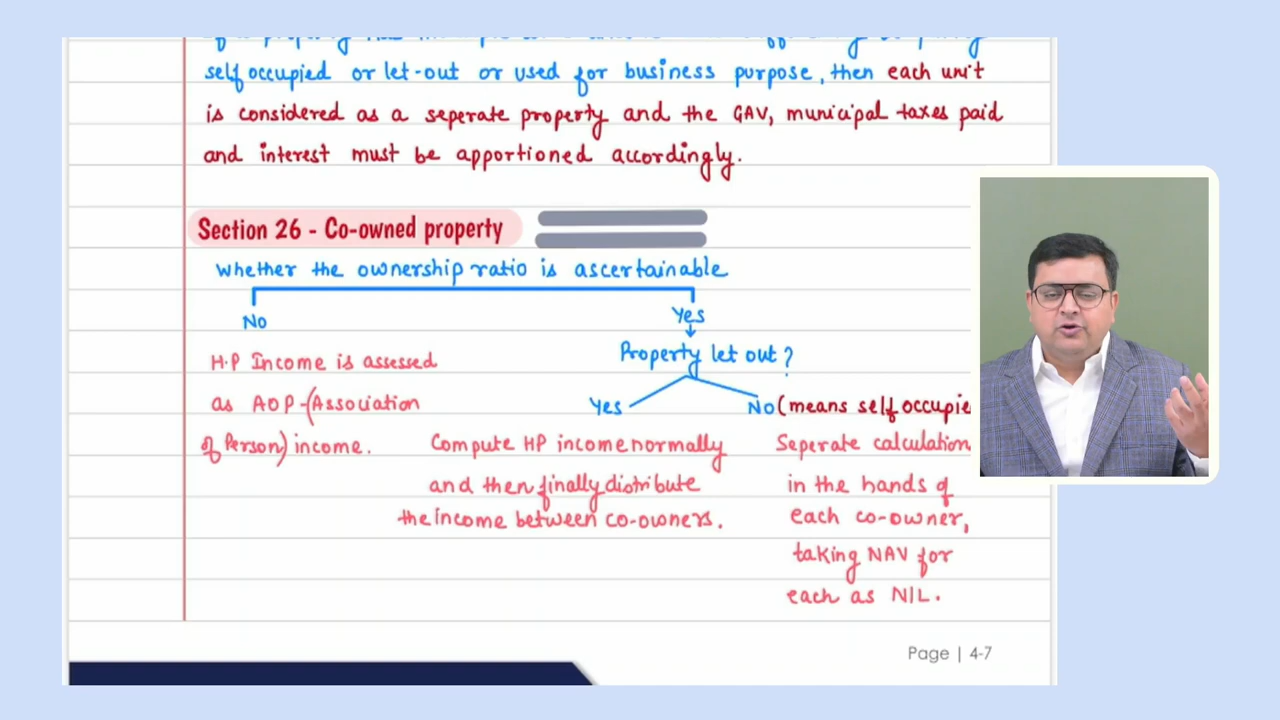 self occupied or let-out or used for business purpose, then each unit
is considered as a seperate property and the GAV, municipal taxes paid
and interest must be apportioned accordingly.
Section 26 - Co-owned property
Whether the ownership ratio is ascertainable
No
Yes
Property let out?
Yes
No (means self occupie
H.P Income is assessed
as AOP-(Association
of Person) income.
Compute HP income normally
and then finally distribute
the income between co-owners.
Seperate calculation
in the hands of
each co-owner,
taking NAV for
each as NIL.
Page | 4-7